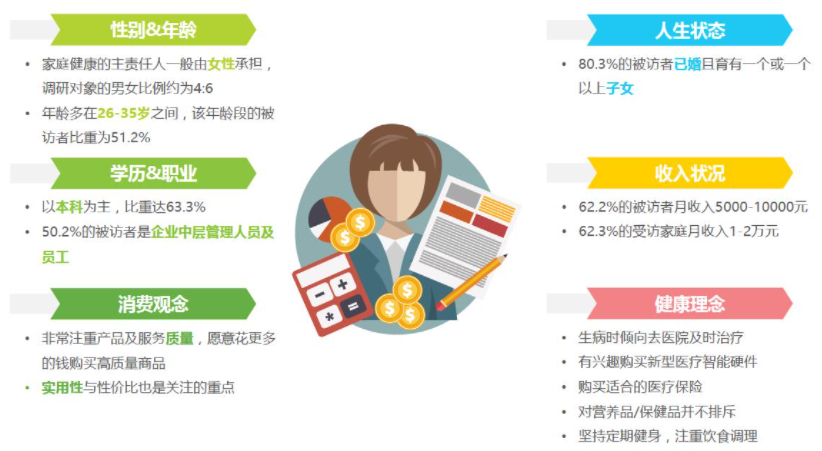 性别&年龄
• 家庭健康的主责任人一般由女性承担，
调研对象的男女比例约为4:6
• 年龄多在26-35岁之间，该年龄段的被
访者比重为51.2%
学历&职业
• 以本科为主，比重达63.3%
• 50.2%的被访者是企业中层管理人员及
员工
消费观念
• 非常注重产品及服务质量，愿意花更多
的钱购买高质量商品
• 实用性与性价比也是关注的重点
人生状态
• 80.3%的被访者已婚且育有一个或一个
以上子女
收入状况
• 62.2%的被访者月收入5000-10000元
• 62.3%的受访家庭月收入1-2万元
健康理念
• 生病时倾向去医院及时治疗
• 有兴趣购买新型医疗智能硬件
• 购买适合的医疗保险
• 对营养品/保健品并不排斥
• 坚持定期健身，注重饮食调理